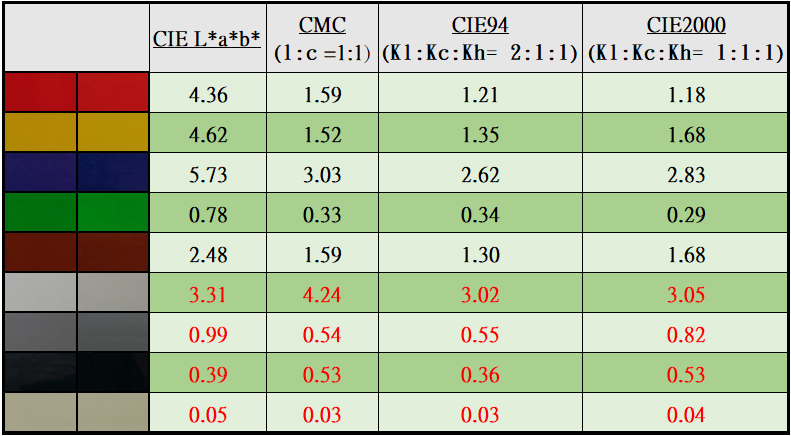 CIE L*a*b* CMC CIE94 CIE2000
(l:c =1:1) (Kl:Kc:Kh= 2:1:1) (Kl:Kc:Kh= 1:1:1)
4.36 1.59 1.21 1.18
4.62 1.52 1.35 1.68
5.73 3.03 2.62 2.83
0.78 0.33 0.34 0.29
2.48 1.59 1.30 1.68
3.31 4.24 3.02 3.05
0.99 0.54 0.55 0.82
0.39 0.53 0.36 0.53
0.05 0.03 0.03 0.04